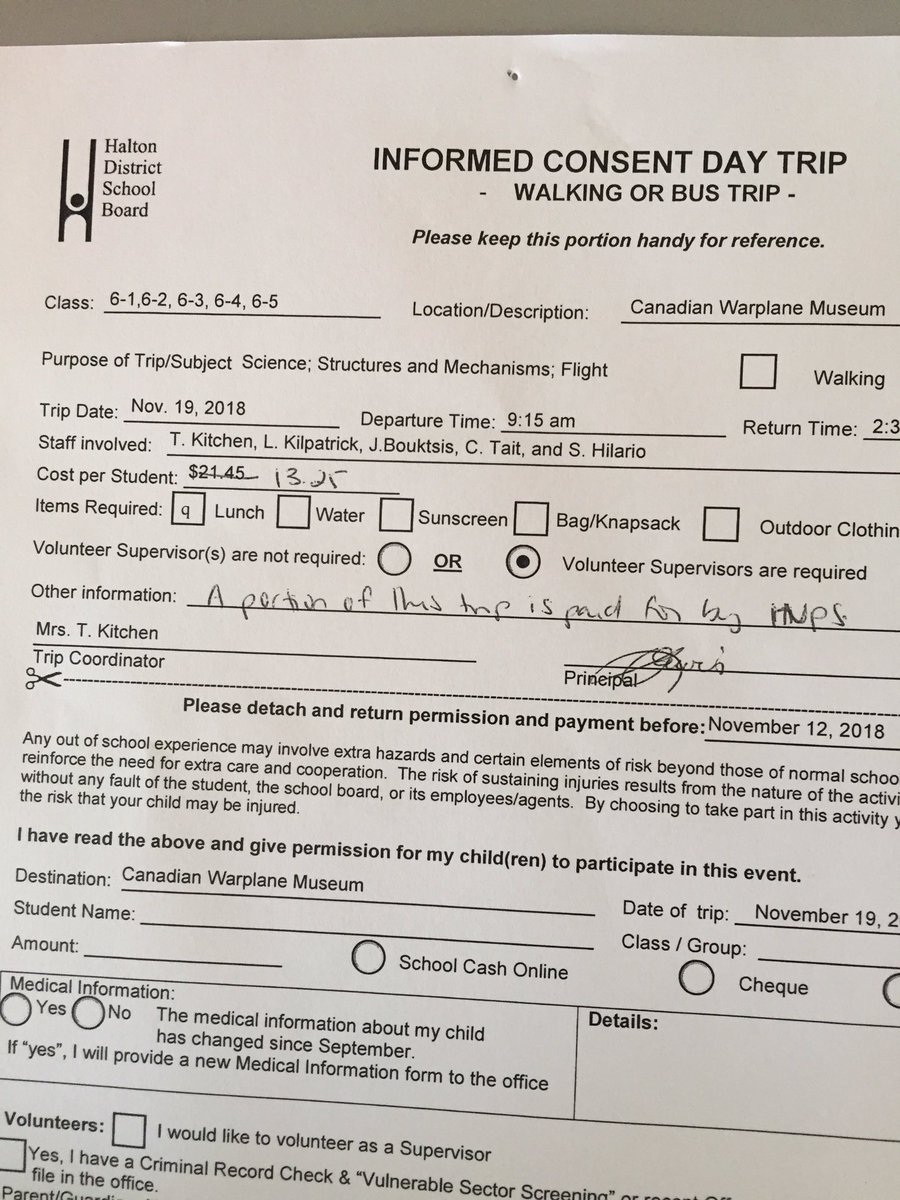 Halton
District
School
Board
INFORMED CONSENT DAY TRIP
- WALKING OR BUS TRIP -
Please keep this portion handy for reference.
Class: 6-1,6-2, 6-3, 6-4, 6-5 Location/Description: Canadian Warplane Museum
Purpose of Trip/Subject Science; Structures and Mechanisms; Flight Walking
Trip Date: Nov. 19, 2018 Departure Time: 9:15 am Return Time: 2:3
Staff involved: T. Kitchen, L. Kilpatrick, J.Bouktsis, C. Tait, and S. Hilario
Cost per Student: $21.45 13.25
Items Required: q Lunch Water Sunscreen Bag/Knapsack Outdoor Clothin
Volunteer Supervisor(s) are not required: OR Volunteer Supervisors are required
Other information: A portion of this trip is paid for by HNPS.
Mrs. T. Kitchen
Trip Coordinator Principal
Please detach and return permission and payment before: November 12, 2018
Any out of school experience may involve extra hazards and certain elements of risk beyond those of normal schoo
reinforce the need for extra care and cooperation. The risk of sustaining injuries results from the nature of the activi
without any fault of the student, the school board, or its employees/agents. By choosing to take part in this activity y
the risk that your child may be injured.
I have read the above and give permission for my child(ren) to participate in this event.
Destination: Canadian Warplane Museum Date of trip: November 19, 2
Student Name: Class / Group:
Amount: School Cash Online Cheque
Medical Information: Details:
Yes No The medical information about my child
has changed since September.
If "yes", I will provide a new Medical Information form to the office
Volunteers: I would like to volunteer as a Supervisor
Yes, I have a Criminal Record Check & "Vulnerable Sector Screening" or recent Off
file in the office.
Parent/Guardian